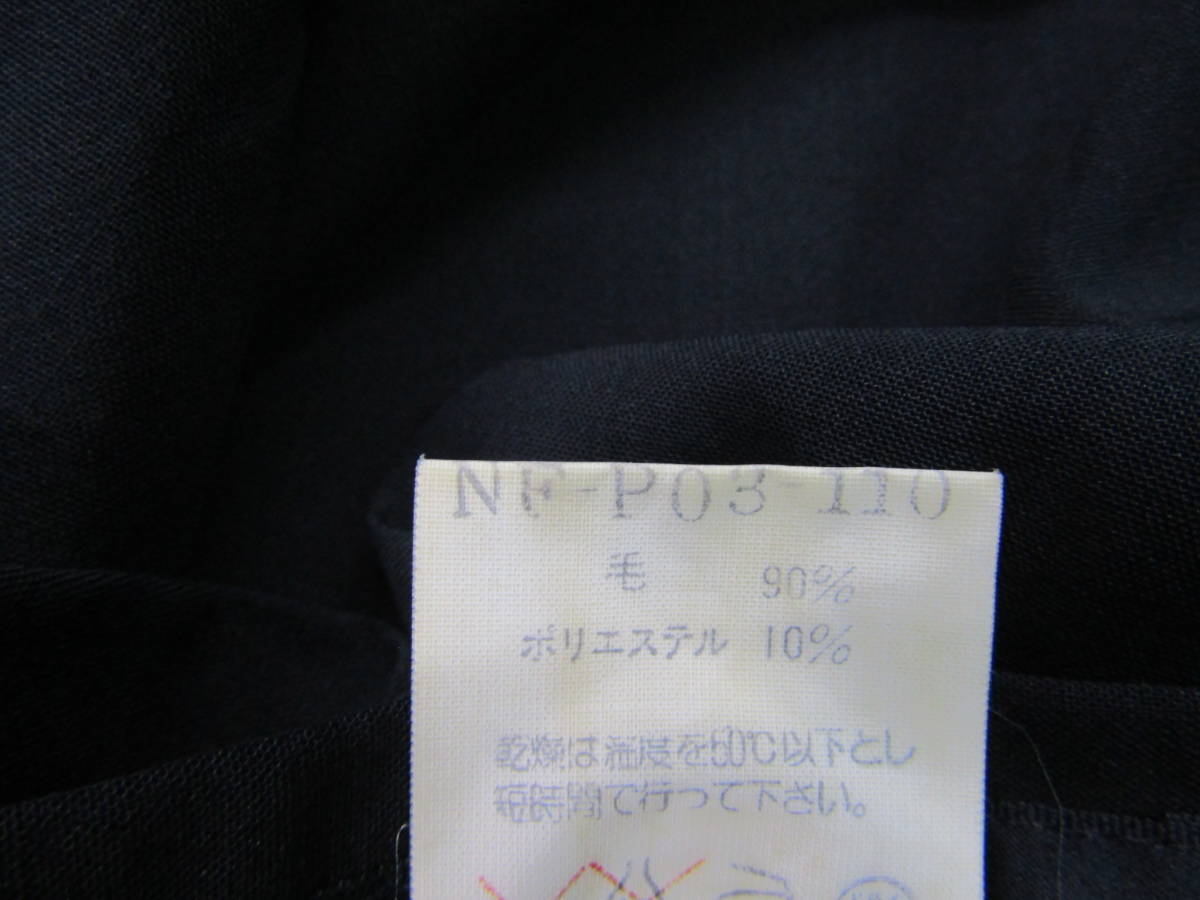 NF-P03-110
毛 90%
ポリエステル 10%
乾燥は温度を60℃以下とし
短時間で行って下さい。